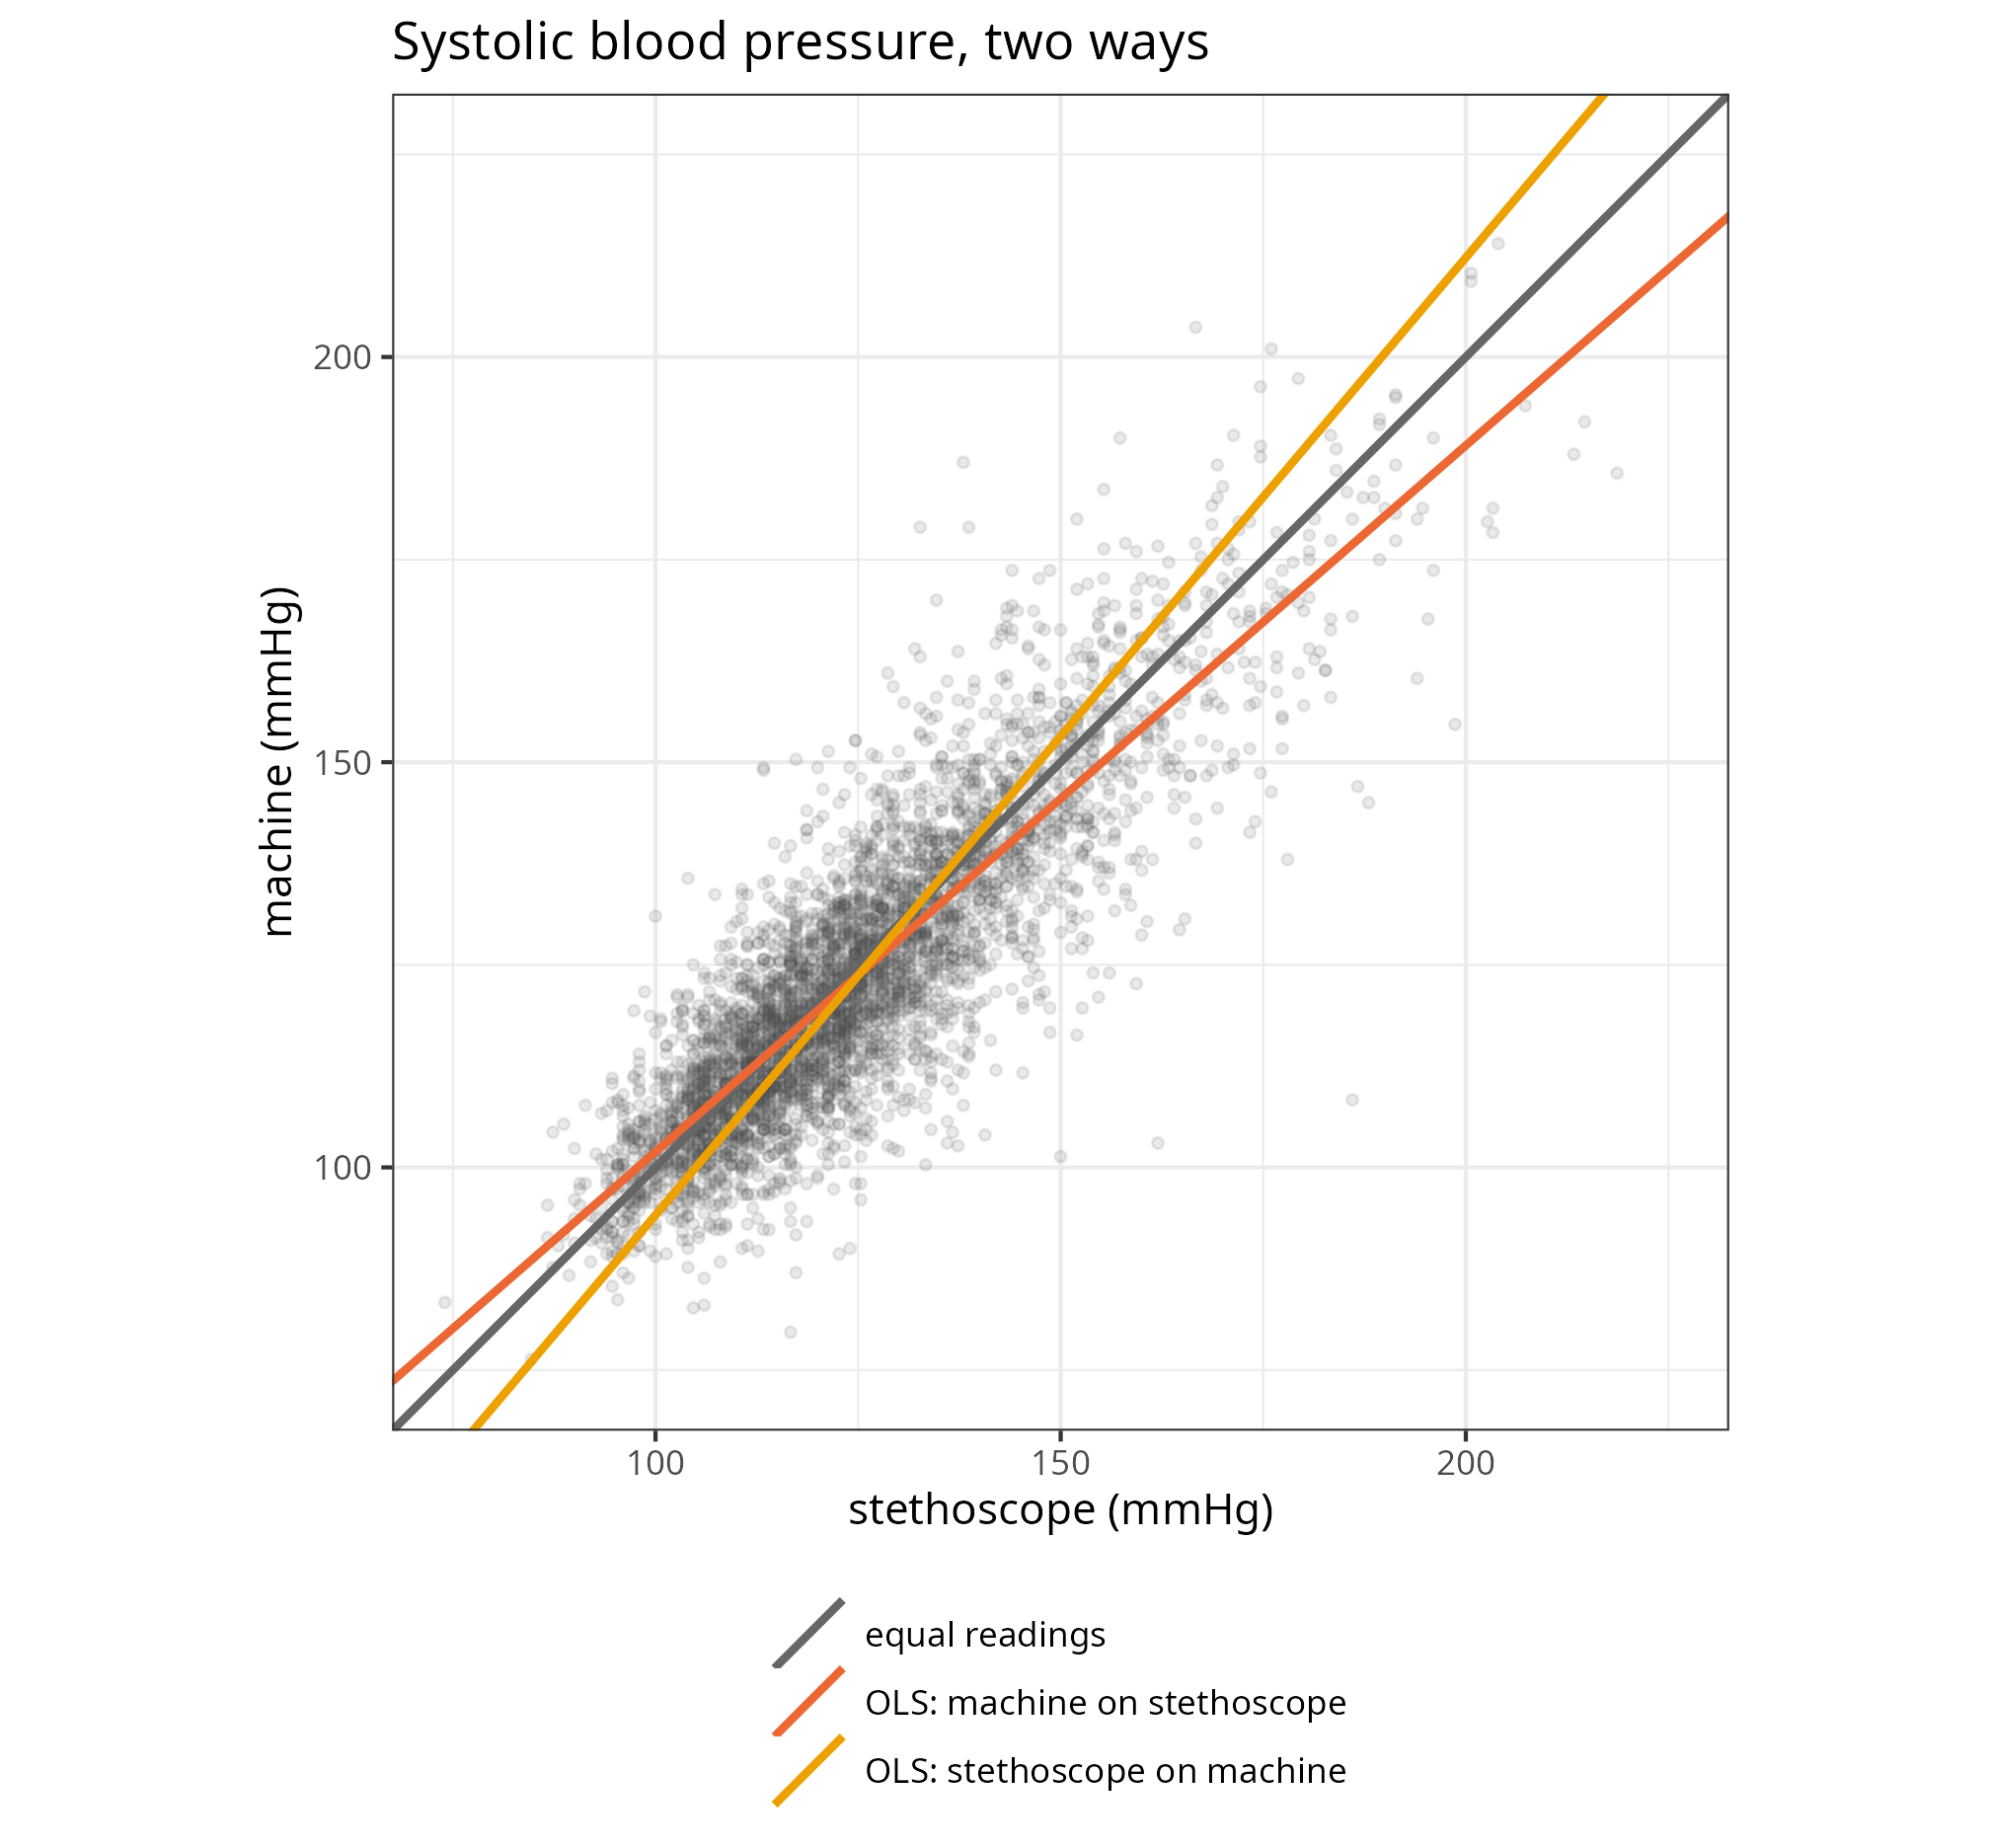 Systolic blood pressure, two ways
machine (mmHg)
200
150
100
100 150 200
stethoscope (mmHg)
equal readings
OLS: machine on stethoscope
OLS: stethoscope on machine